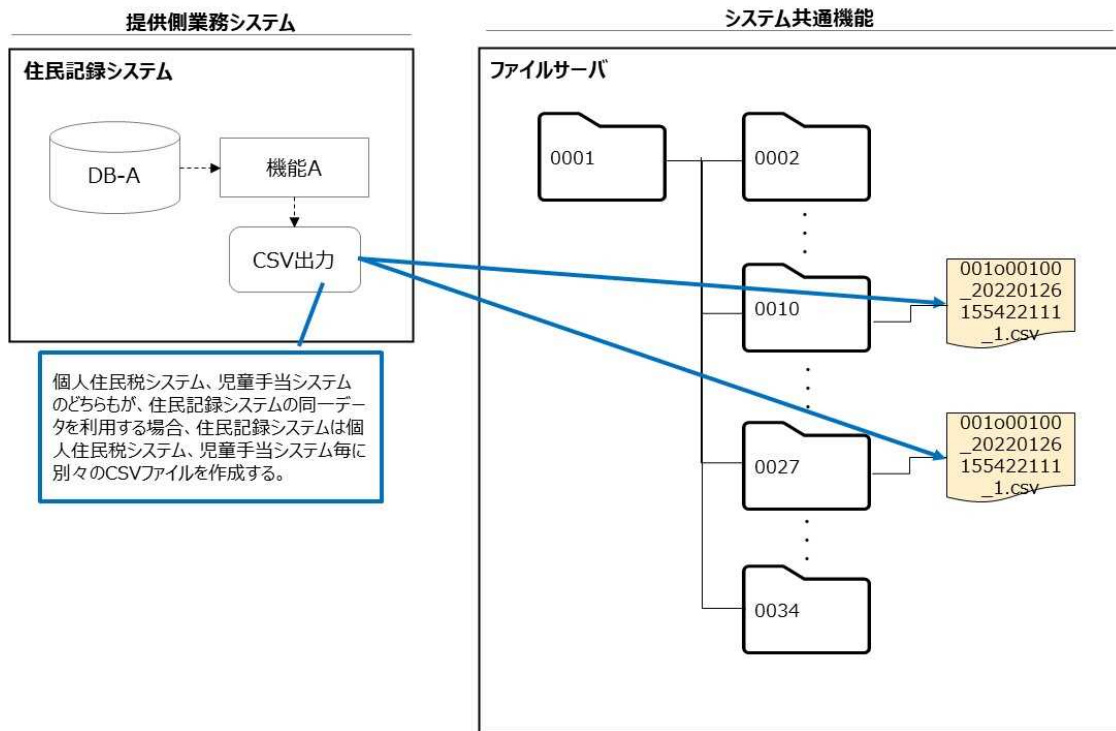 提供側業務システム
システム共通機能
住民記録システム
DB-A
機能A
CSV出力
個人住民税システム、児童手当システム
のどちらもが、住民記録システムの同一デー
タを利用する場合、住民記録システムは個
人住民税システム、児童手当システム毎に
別々のCSVファイルを作成する。
ファイルサーバ
0001
0002
0010
001o00100
_20220126
155422111
_1.csv
0027
001o00100
_20220126
155422111
_1.csv
0034